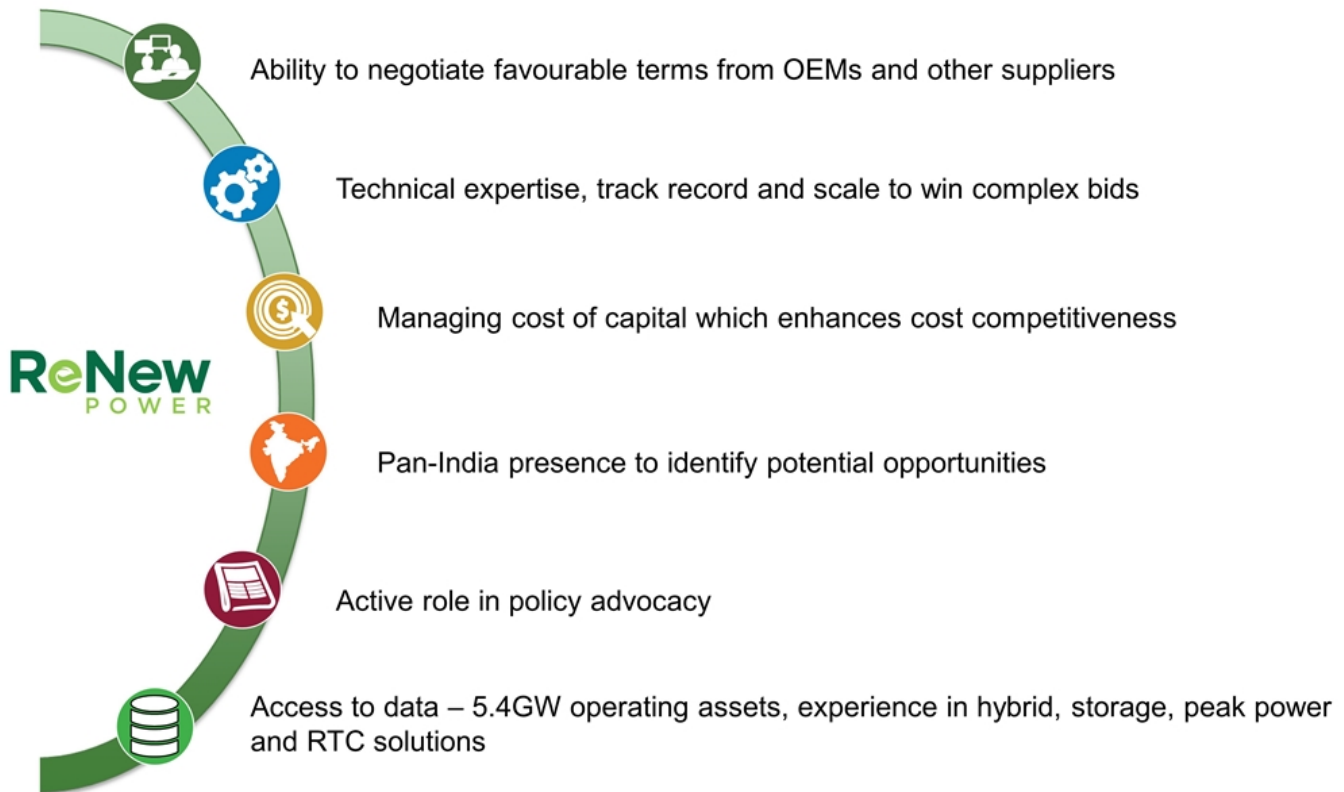 Ability to negotiate favourable terms from OEMs and other suppliers
Technical expertise, track record and scale to win complex bids
$
Managing cost of capital which enhances cost competitiveness
ReNew
POWER
Pan-India presence to identify potential opportunities
Active role in policy advocacy
Access to data – 5.4GW operating assets, experience in hybrid, storage, peak power
and RTC solutions